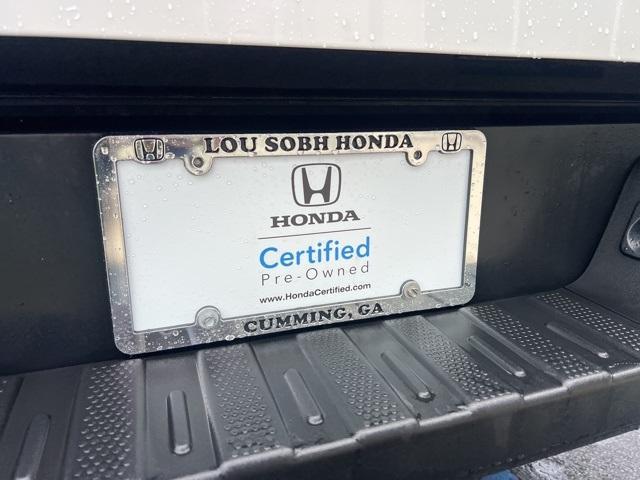 LOU SOBH HONDA
HONDA
Certified
Pre-Owned
www.HondaCertified.com
CUMMING, GA